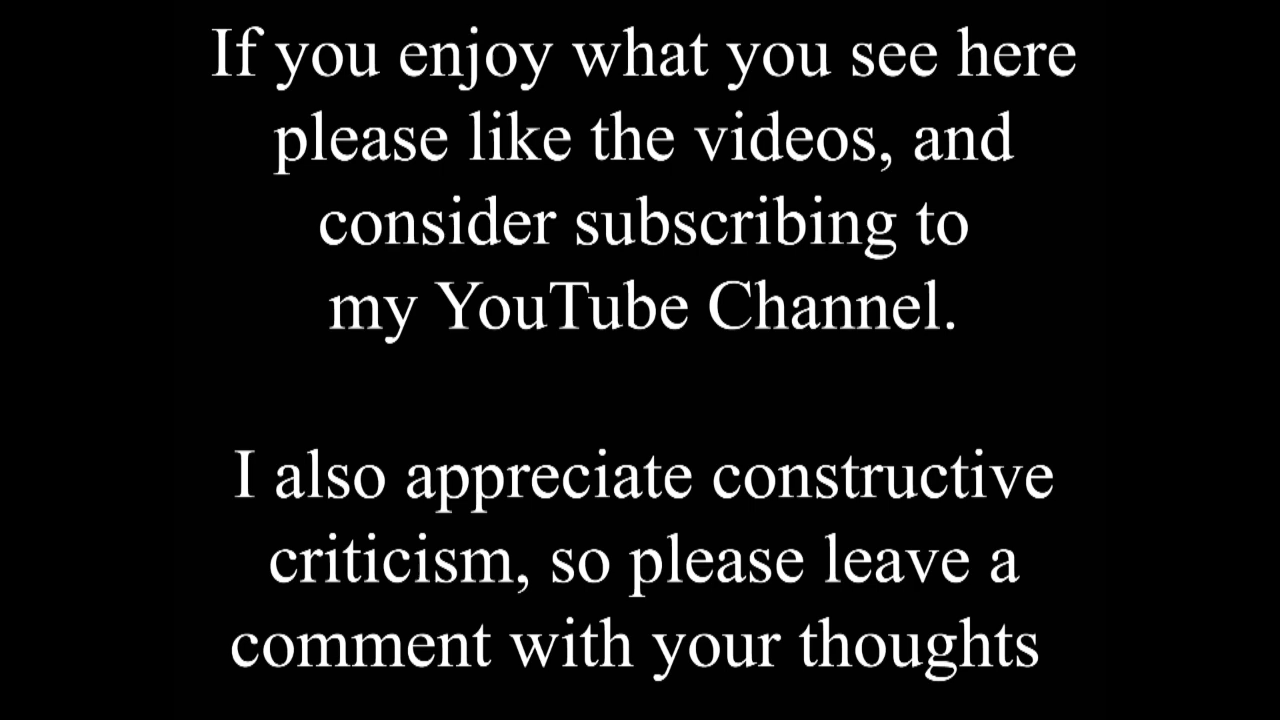 If you enjoy what you see here
please like the videos, and
consider subscribing to
my YouTube Channel.
I also appreciate constructive
criticism, so please leave a
comment with your thoughts